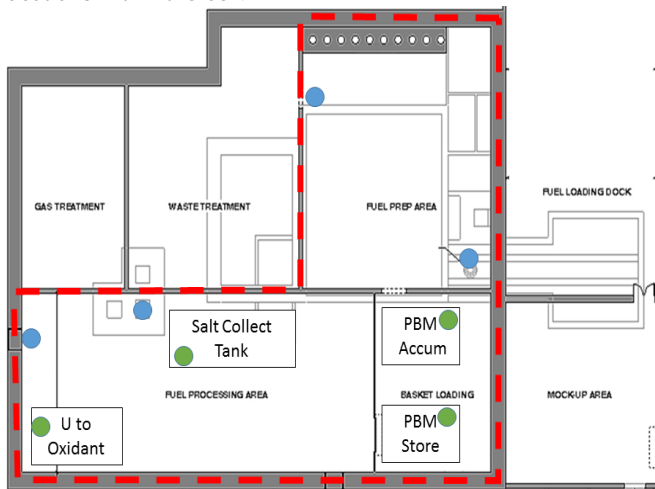 GAS TREATMENT
WASTE TREATMENT
FUEL PREP AREA
FUEL LOADING DOCK
Salt Collect
Tank
PBM
Accum
FUEL PROCESSING AREA
BASKET LOADING
MOCK-UP AREA
U to
Oxidant
PBM
Store